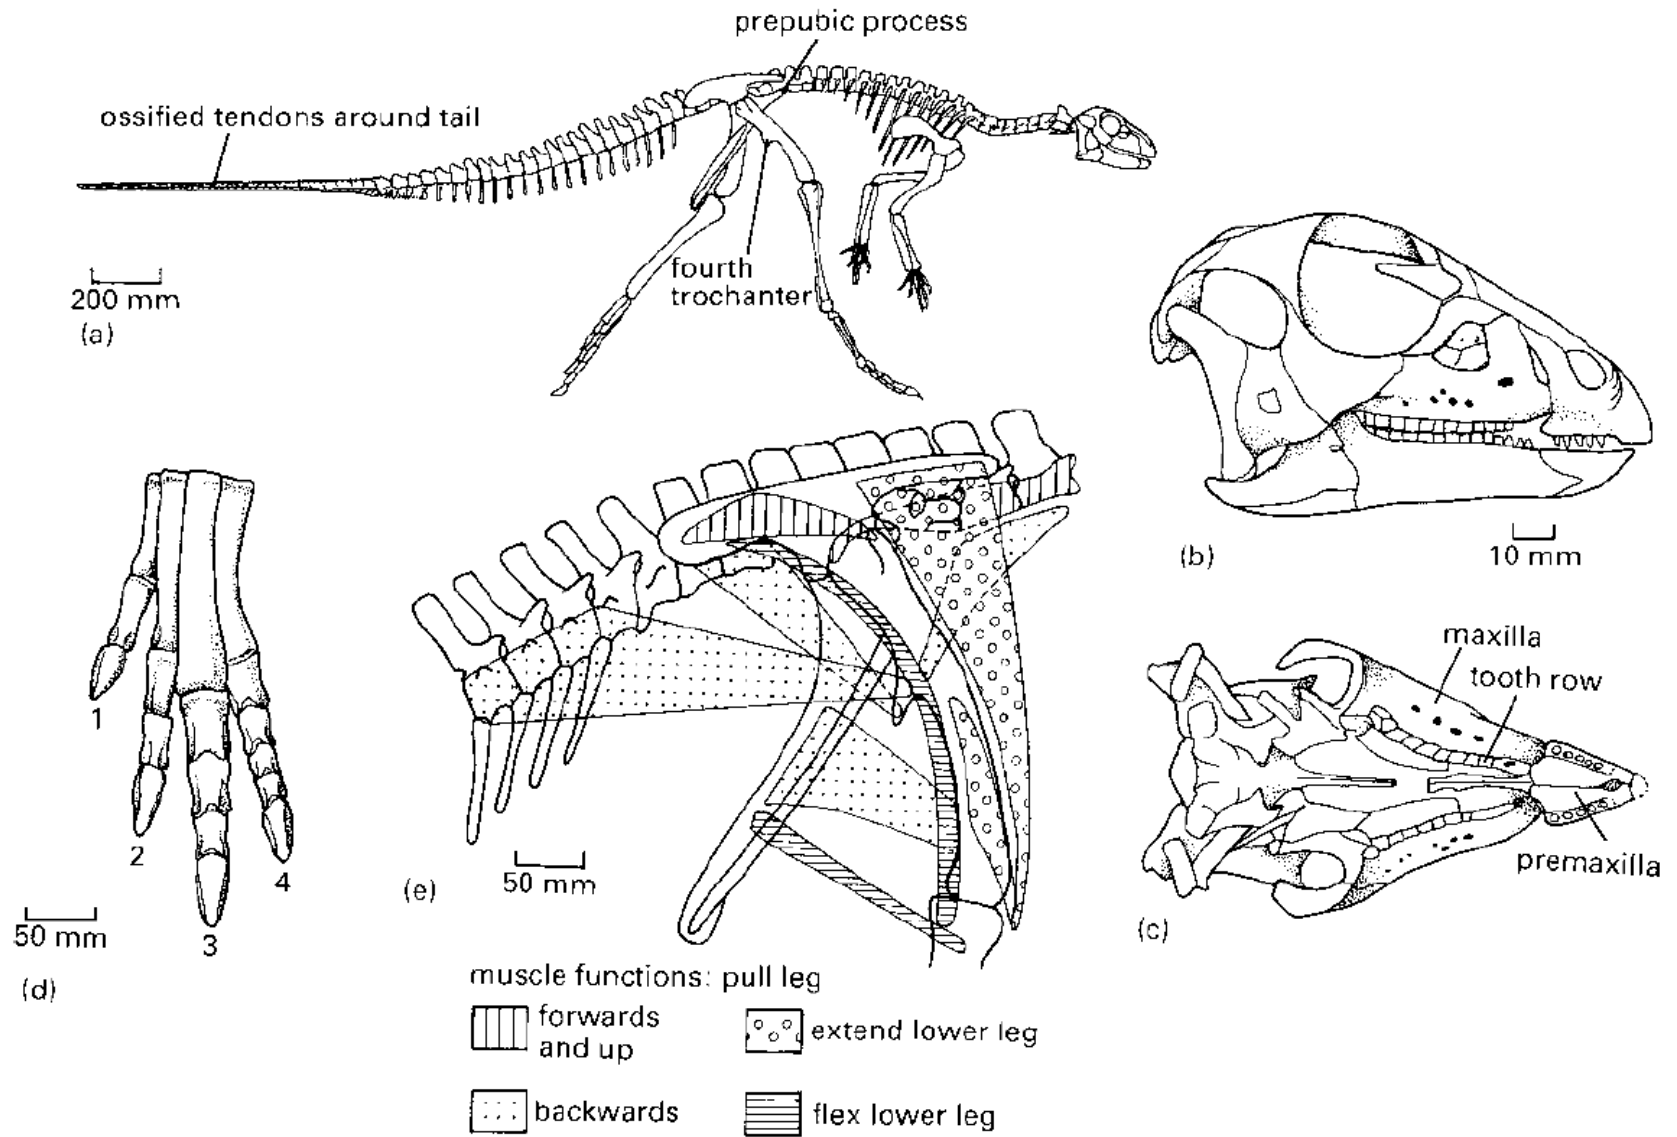 prepubic process
ossified tendons around tail
fourth
trochanter
200 mm
(a)
10 mm
(b)
maxilla
tooth row
premaxilla
(c)
1
2
3
4
50 mm
(d)
50 mm
(e)
muscle functions: pull leg
forwards
and up
extend lower leg
backwards
flex lower leg